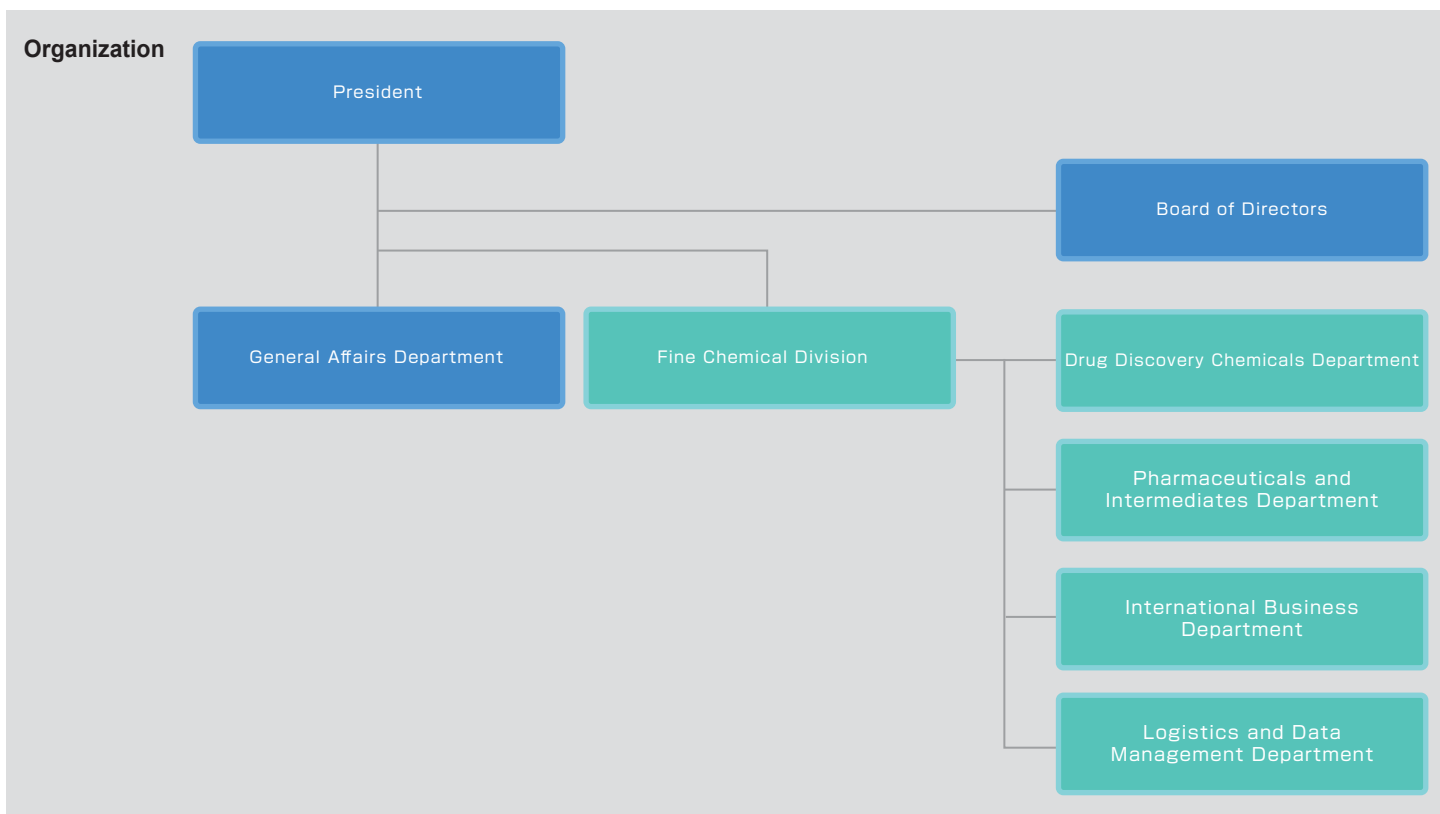 Organization
President
Board of Directors
General Affairs Department
Fine Chemical Division
Drug Discovery Chemicals Department
Pharmaceuticals and
Intermediates Department
International Business
Department
Logistics and Data
Management Department